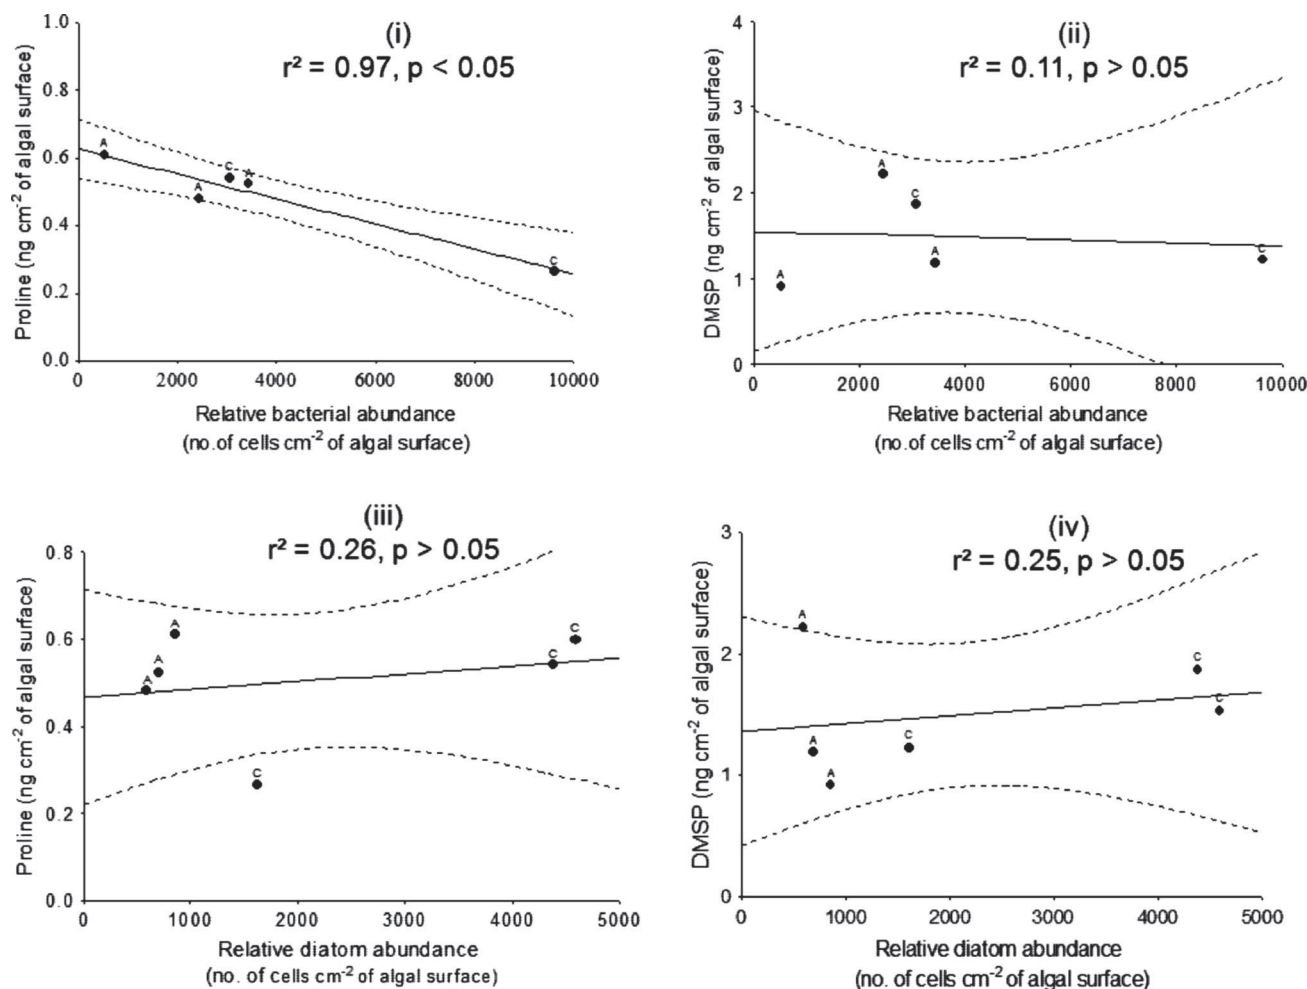 (i)
r² = 0.97, p < 0.05
Proline (ng cm⁻² of algal surface)
1.0
0.8
0.6
0.4
0.2
0.0
A
A
C
A
C
0 2000 4000 6000 8000 10000
Relative bacterial abundance
(no.of cells cm⁻² of algal surface)
(ii)
r² = 0.11, p > 0.05
DMSP (ng cm⁻² of algal surface)
4
3
2
1
0
A
C
A
A
C
0 2000 4000 6000 8000 10000
Relative bacterial abundance
(no.of cells cm⁻² of algal surface)
(iii)
r² = 0.26, p > 0.05
Proline (ng cm⁻² of algal surface)
0.8
0.6
0.4
0.2
0.0
A
A
A
C
C
C
0 1000 2000 3000 4000 5000
Relative diatom abundance
(no. of cells cm⁻² of algal surface)
(iv)
r² = 0.25, p > 0.05
DMSP (ng cm⁻² of algal surface)
3
2
1
0
A
A
A
C
C
C
0 1000 2000 3000 4000 5000
Relative diatom abundance
(no. of cells cm⁻² of algal surface)